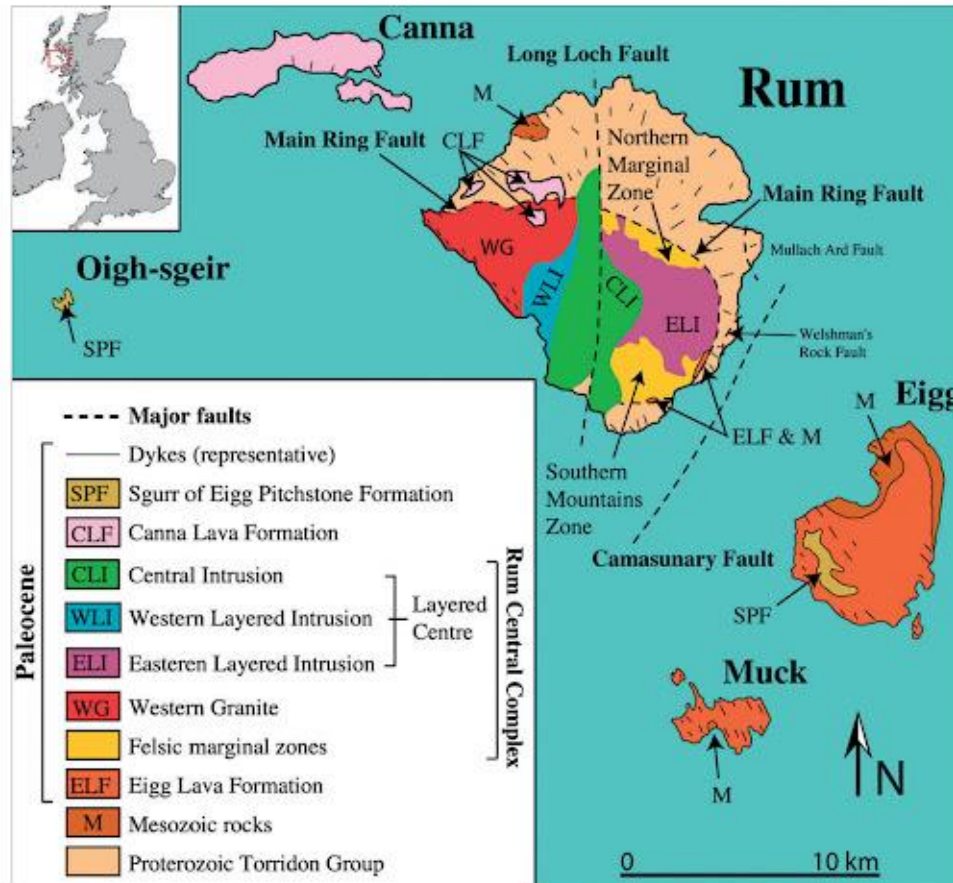 Canna
Long Loch Fault
Rum
M
Northern
Marginal
Zone
Main Ring Fault
CLF
Main Ring Fault
WG
Mullach Ard Fault
Oigh-sgeir
WLI
CLI
ELI
SPF
Welshman's
Rock Fault
Eigg
M
ELF & M
Southern
Mountains
Zone
Camasunary Fault
SPF
Muck
M
N
0 10 km
Major faults
Dykes (representative)
SPF Sgurr of Eigg Pitchstone Formation
CLF Canna Lava Formation
CLI Central Intrusion
WLI Western Layered Intrusion
ELI Easteren Layered Intrusion
WG Western Granite
Felsic marginal zones
ELF Eigg Lava Formation
M Mesozoic rocks
Proterozoic Torridon Group
Paleocene
Layered
Centre
Rum Central Complex